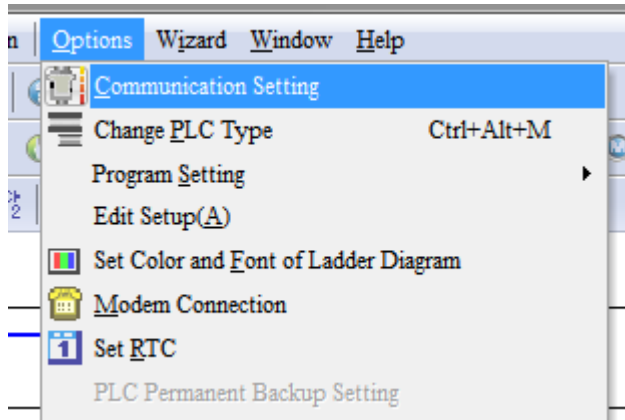 n Options Wizard Window Help
Communication Setting
Change PLC Type Ctrl+Alt+M
Program Setting
Edit Setup(A)
Set Color and Font of Ladder Diagram
Modem Connection
1 Set RTC
PLC Permanent Backup Setting